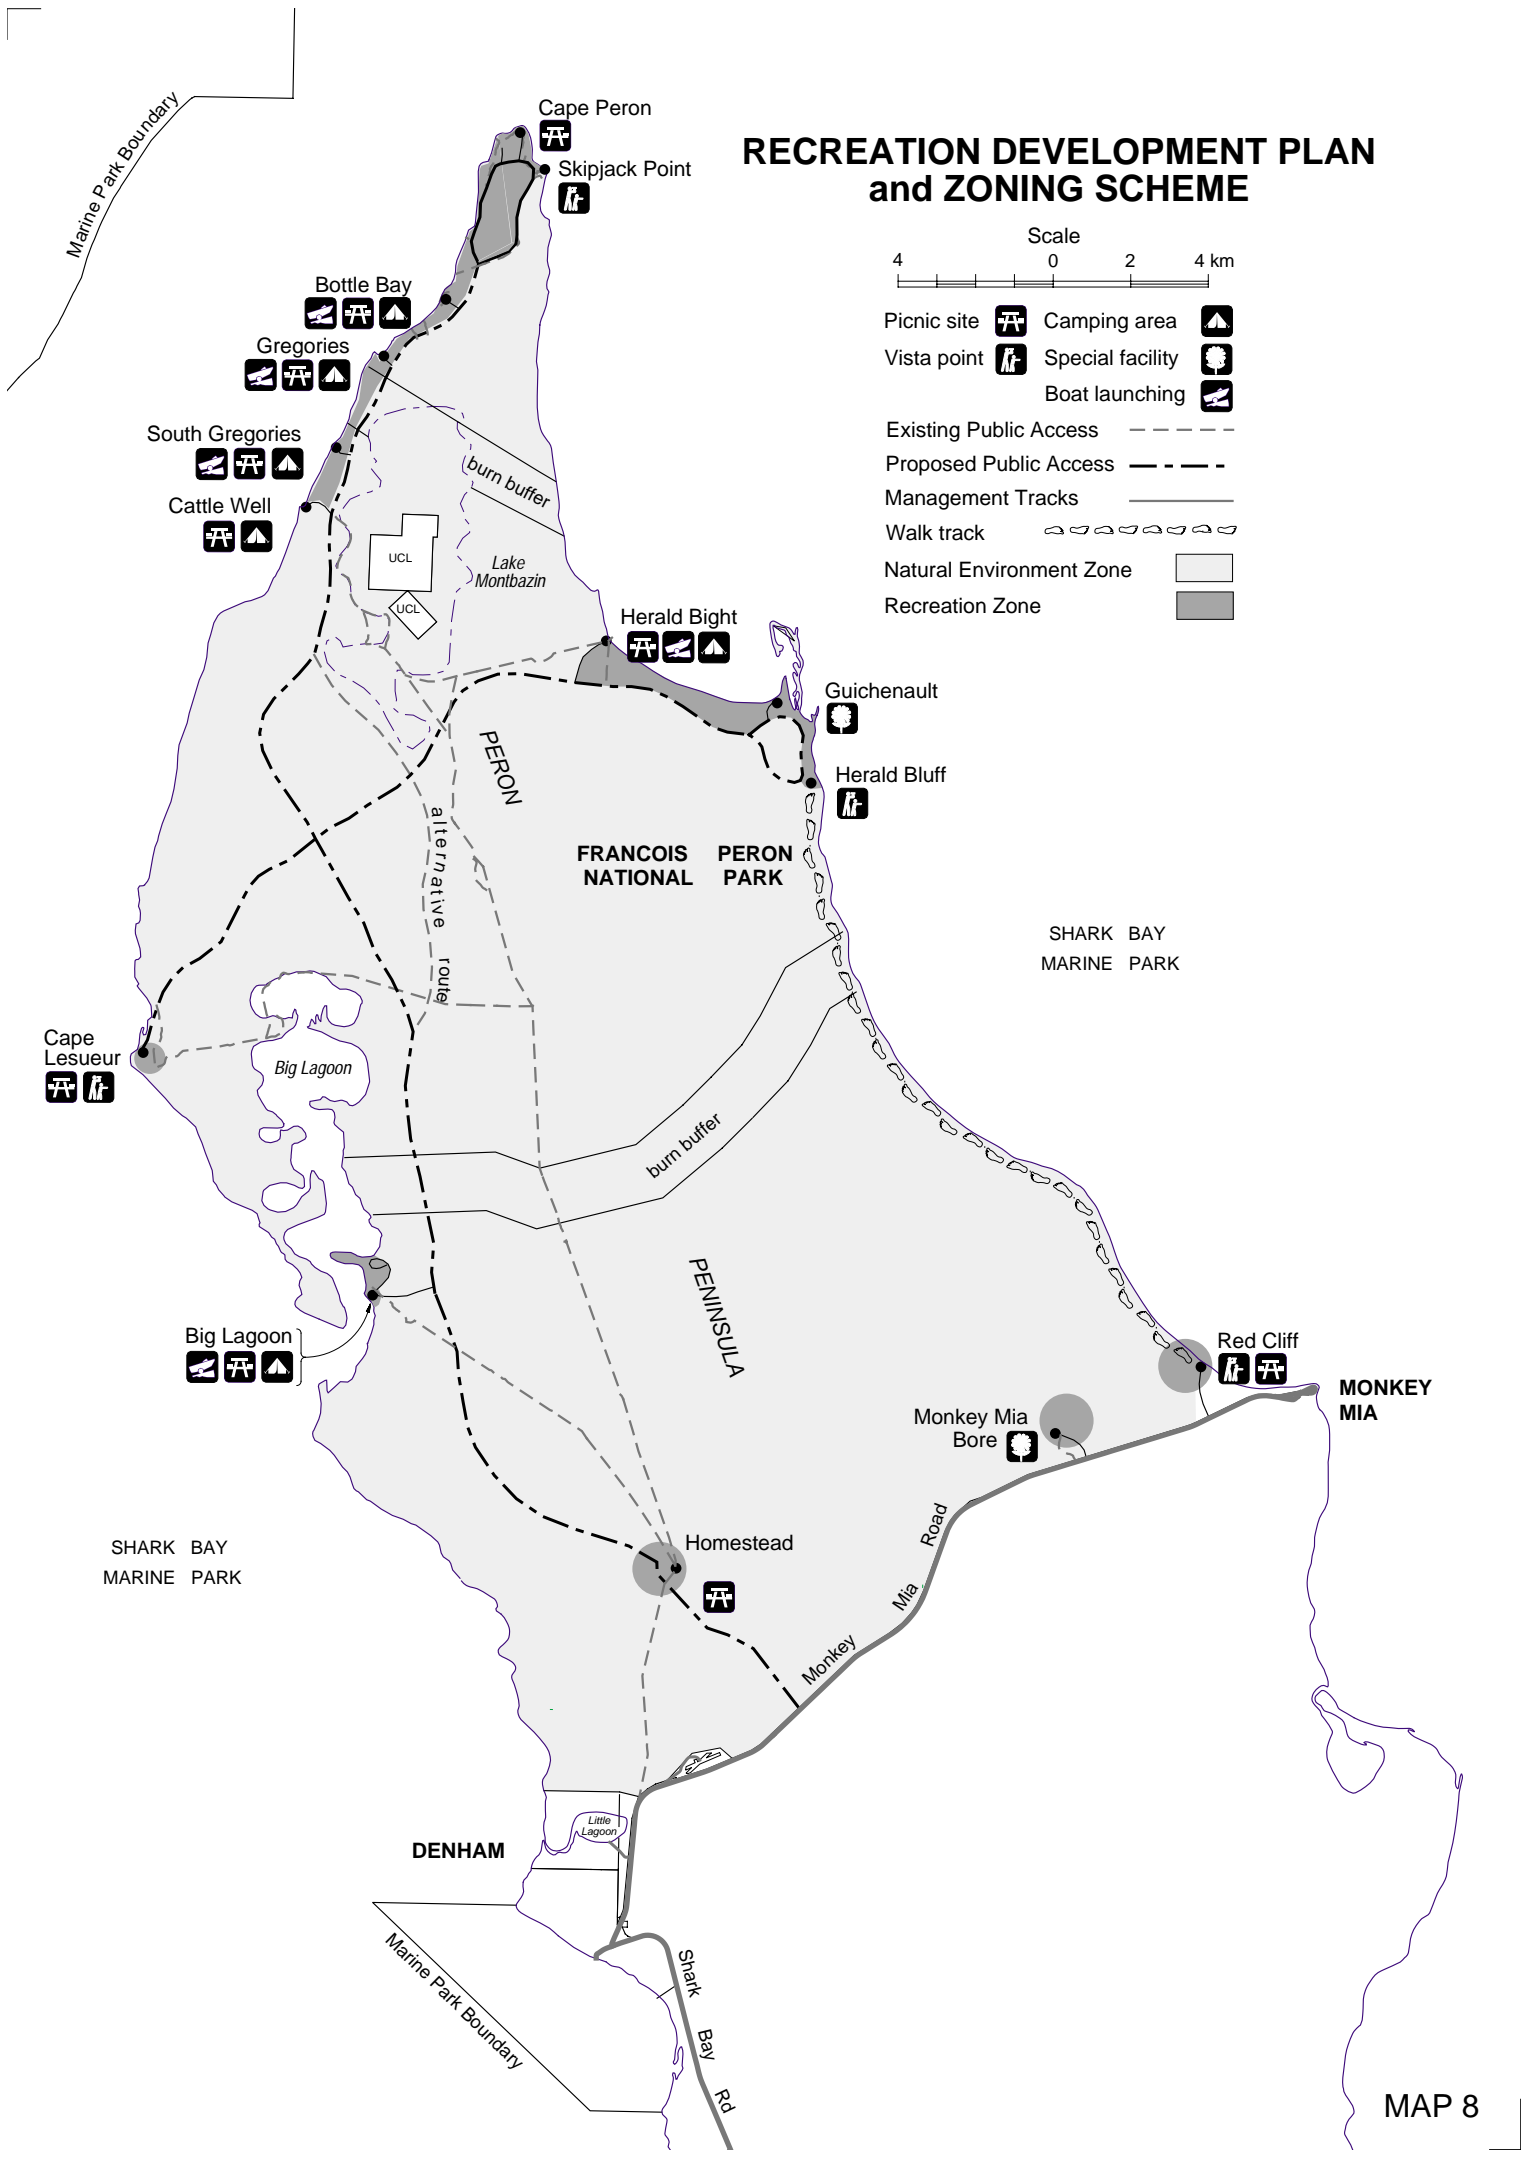 RECREATION DEVELOPMENT PLAN
and ZONING SCHEME
Scale
4 0 2 4 km
Picnic site
Camping area
Vista point
Special facility
Boat launching
Existing Public Access
Proposed Public Access
Management Tracks
Walk track
Natural Environment Zone
Recreation Zone
Marine Park Boundary
Cape Peron
Skipjack Point
Bottle Bay
Gregories
South Gregories
Cattle Well
burn buffer
UCL
UCL
Lake
Montbazin
Herald Bight
Guichenault
Herald Bluff
PERON
alternative route
FRANCOIS PERON
NATIONAL PARK
SHARK BAY
MARINE PARK
Cape
Lesueur
Big Lagoon
burn buffer
PENINSULA
Big Lagoon
Red Cliff
MONKEY
MIA
Monkey Mia
Bore
Homestead
SHARK BAY
MARINE PARK
Monkey Mia Road
Little
Lagoon
DENHAM
Marine Park Boundary
Shark Bay Rd
MAP 8